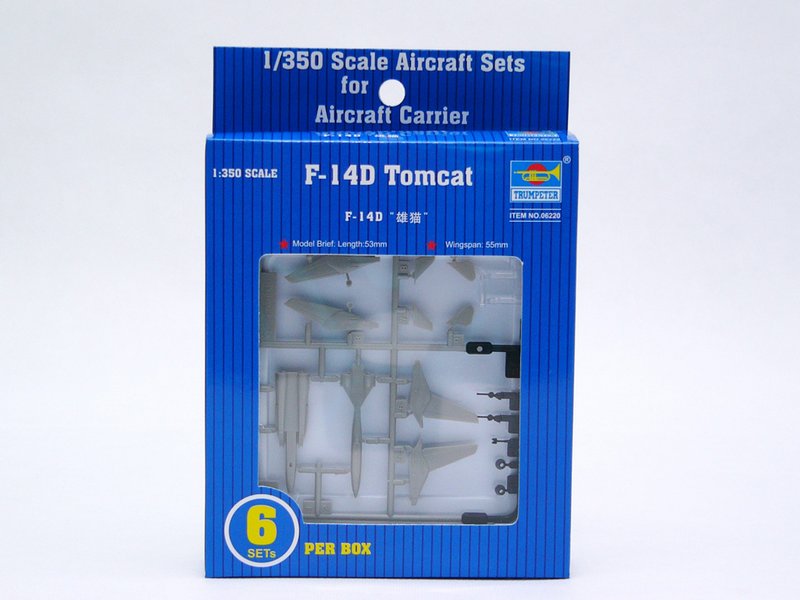 1/350 Scale Aircraft Sets
for
Aircraft Carrier
F-14D Tomcat
1:350 SCALE
®
TRUMPETER
ITEM NO.06220
F-14D "雄猫"
Model Brief. Length:53mm
Wingspan: 55mm
6
SETs
PER BOX